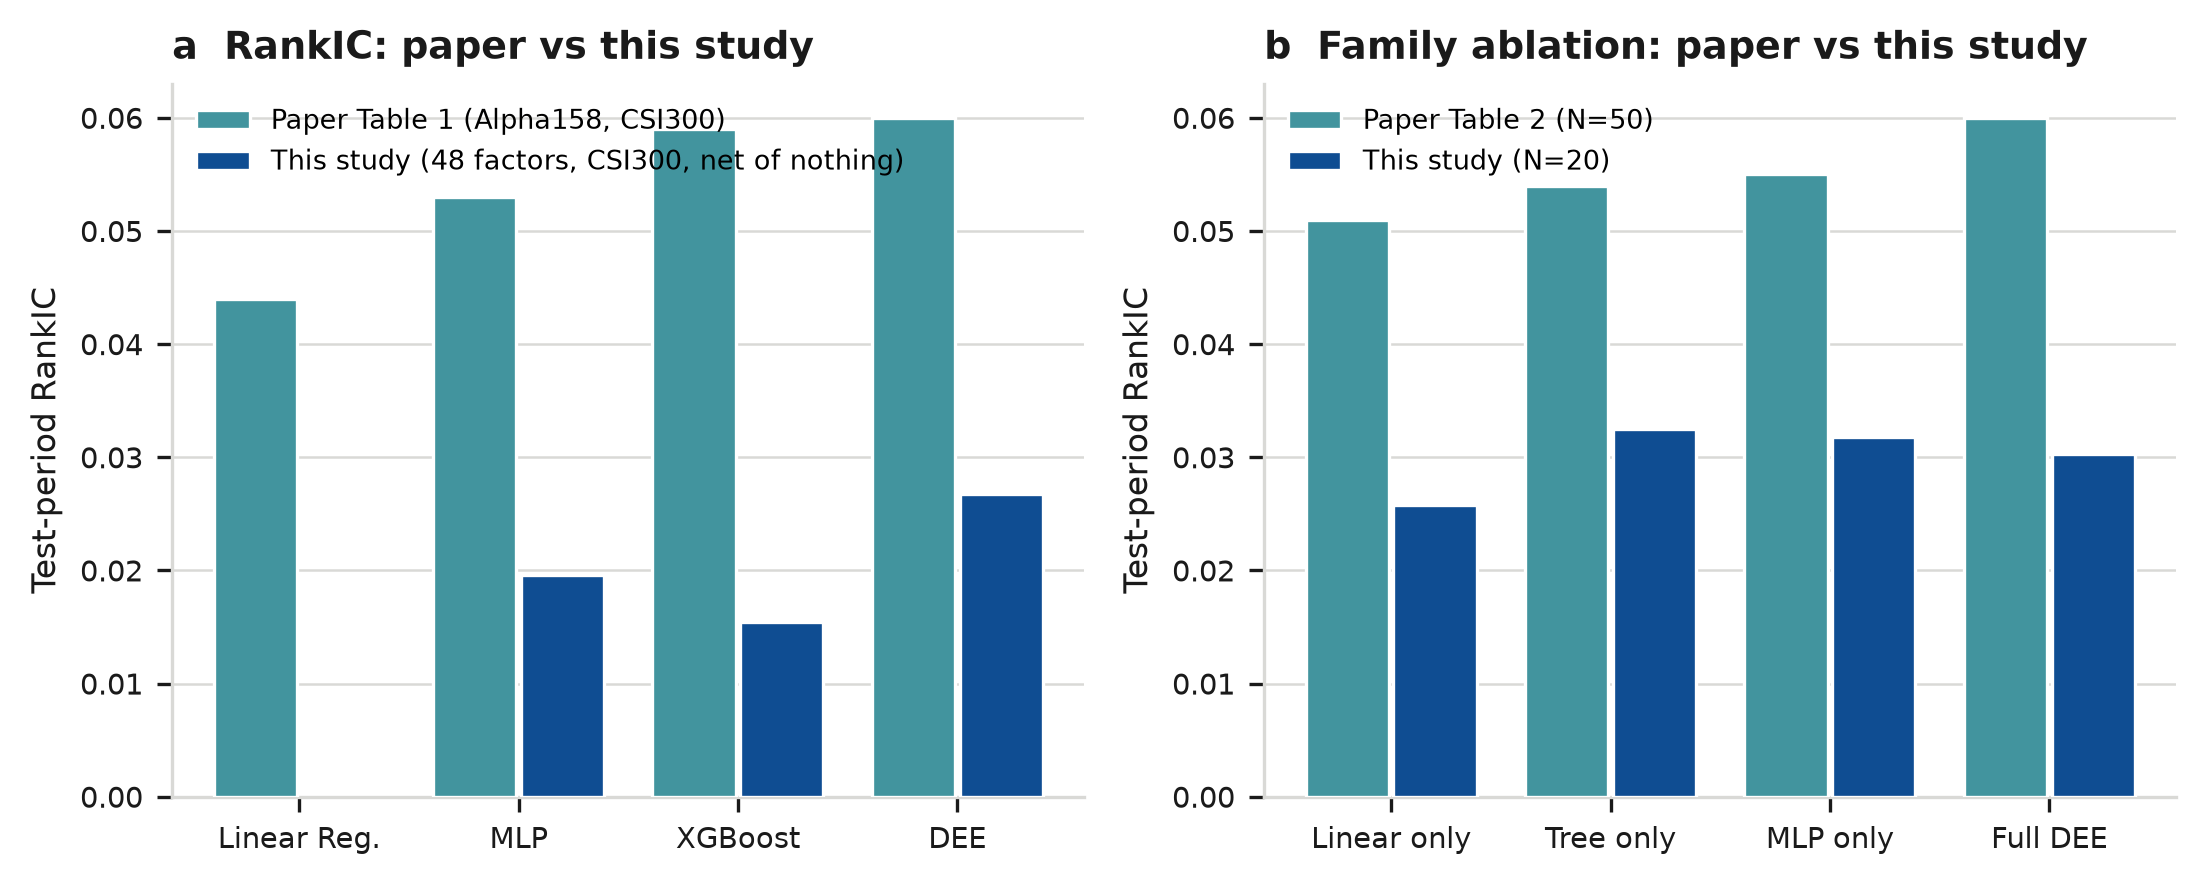 a RankIC: paper vs this study
Paper Table 1 (Alpha158, CSI300)
This study (48 factors, CSI300, net of nothing)
Test-period RankIC
0.06
0.05
0.04
0.03
0.02
0.01
0.00
Linear Reg.
MLP
XGBoost
DEE
b Family ablation: paper vs this study
Paper Table 2 (N=50)
This study (N=20)
Test-period RankIC
0.06
0.05
0.04
0.03
0.02
0.01
0.00
Linear only
Tree only
MLP only
Full DEE